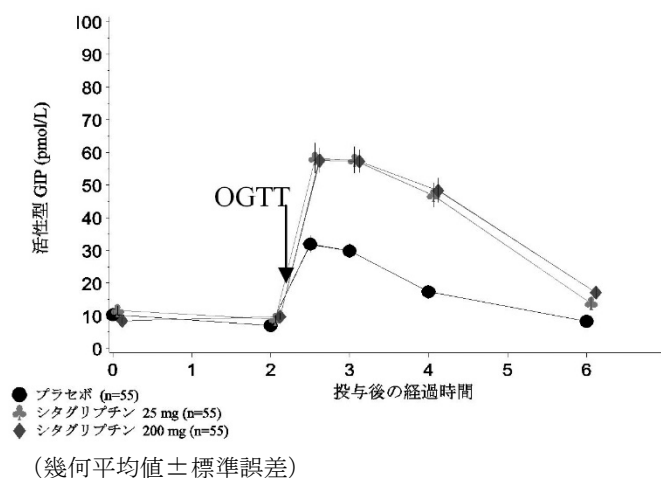 100
90
80
70
60
50
40
30
20
10
0
活性型 GIP (pmol/L)
OGTT
0 1 2 3 4 5 6
投与後の経過時間
プラセボ (n=55)
シタグリプチン 25 mg (n=55)
シタグリプチン 200 mg (n=55)
(幾何平均値±標準誤差)